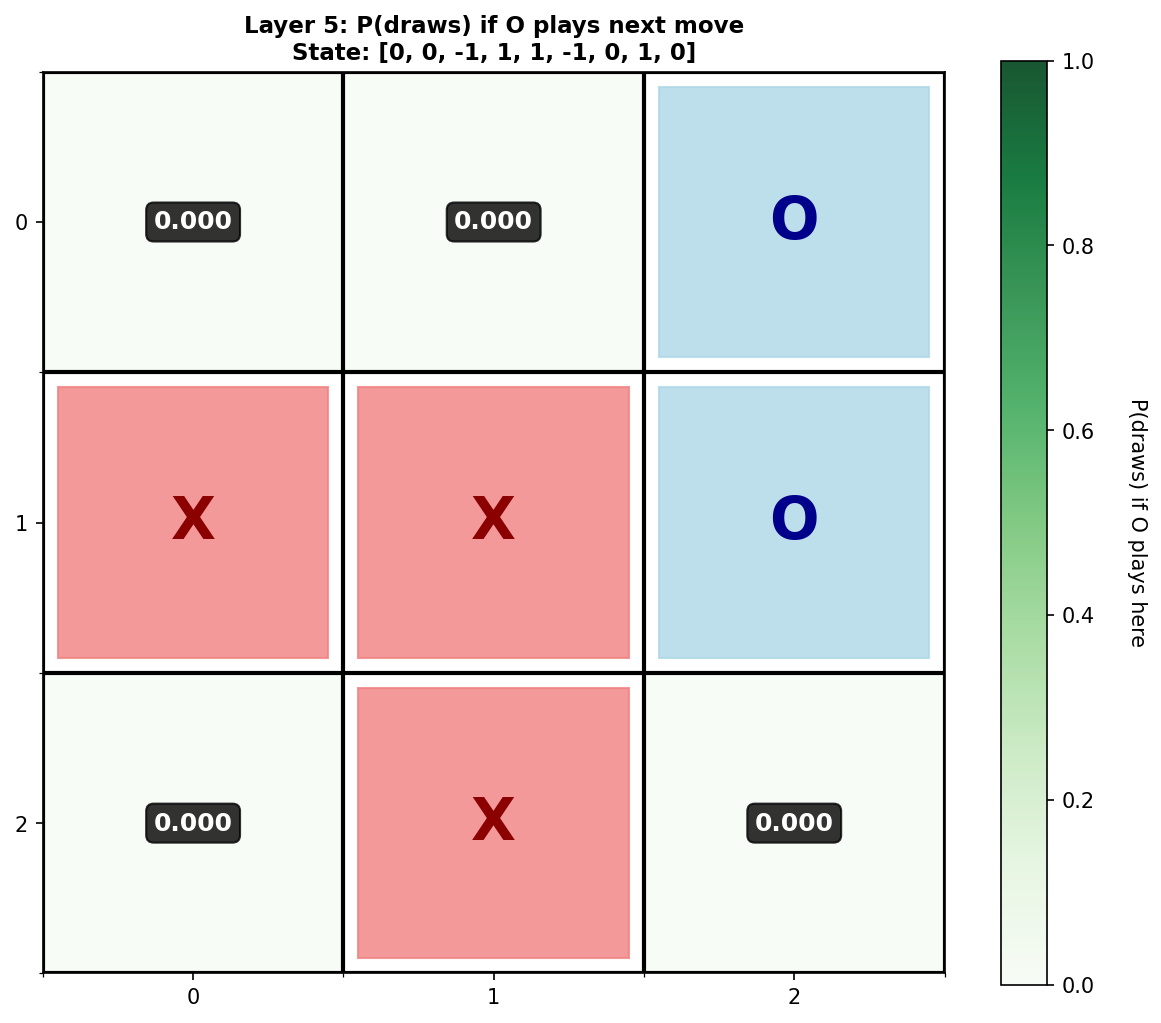 Layer 5: P(draws) if O plays next move
State: [0, 0, -1, 1, 1, -1, 0, 1, 0]
0
0.000
0.000
O
1
X
X
O
2
0.000
X
0.000
0
1
2
1.0
0.8
0.6
0.4
0.2
0.0
P(draws) if O plays here